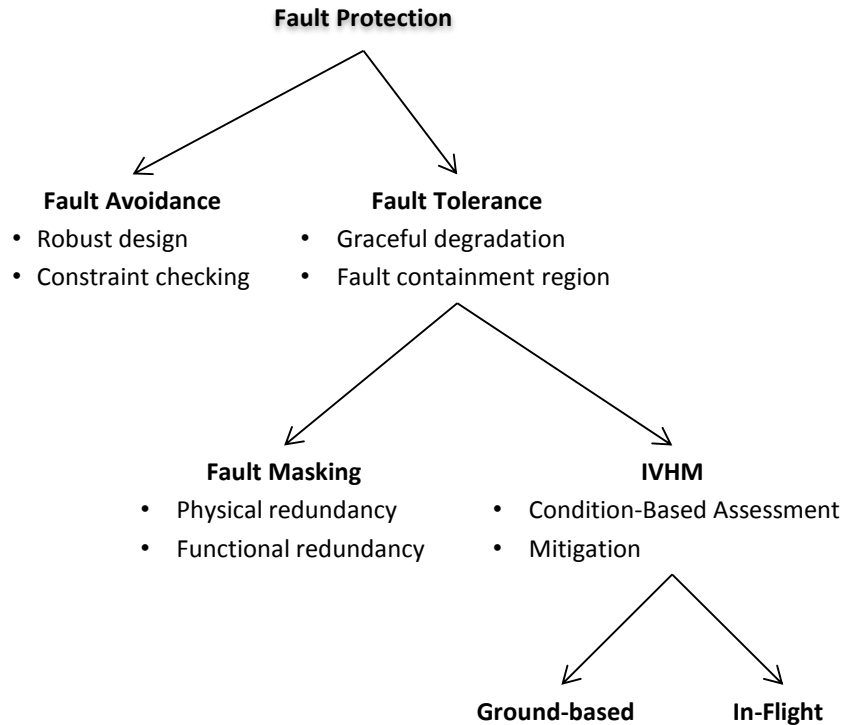 Fault Protection
Fault Avoidance
• Robust design
• Constraint checking
Fault Tolerance
• Graceful degradation
• Fault containment region
Fault Masking
• Physical redundancy
• Functional redundancy
IVHM
• Condition-Based Assessment
• Mitigation
Ground-based
In-Flight